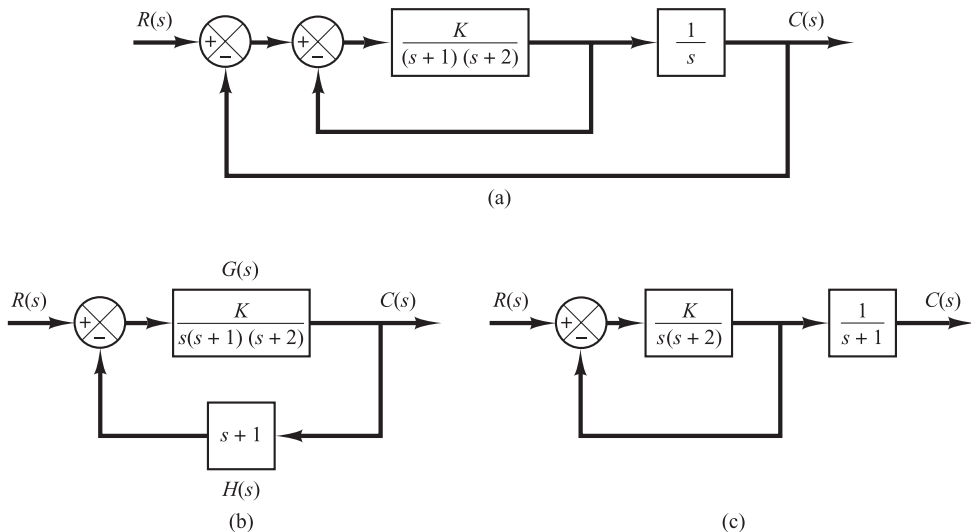 R(s)
+
−
+
−
K
(s + 1) (s + 2)
1
s
C(s)
(a)
G(s)
R(s)
+
−
K
s(s + 1) (s + 2)
C(s)
s + 1
H(s)
(b)
R(s)
+
−
K
s(s + 2)
1
s + 1
C(s)
(c)